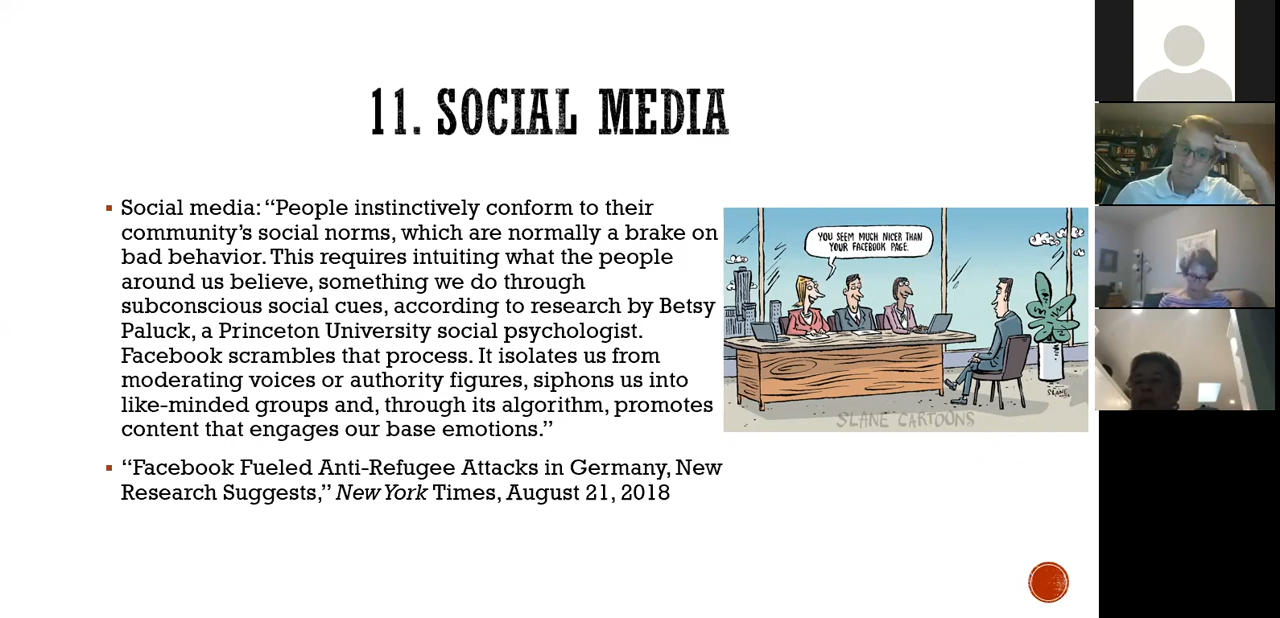 11. SOCIAL MEDIA
Social media: “People instinctively conform to their
community’s social norms, which are normally a brake on
bad behavior. This requires intuiting what the people
around us believe, something we do through
subconscious social cues, according to research by Betsy
Paluck, a Princeton University social psychologist.
Facebook scrambles that process. It isolates us from
moderating voices or authority figures, siphons us into
like-minded groups and, through its algorithm, promotes
content that engages our base emotions.”
“Facebook Fueled Anti-Refugee Attacks in Germany, New
Research Suggests,” New York Times, August 21, 2018
YOU SEEM MUCH NICER THAN
YOUR FACEBOOK PAGE.
SLANE
SLANE CARTOONS